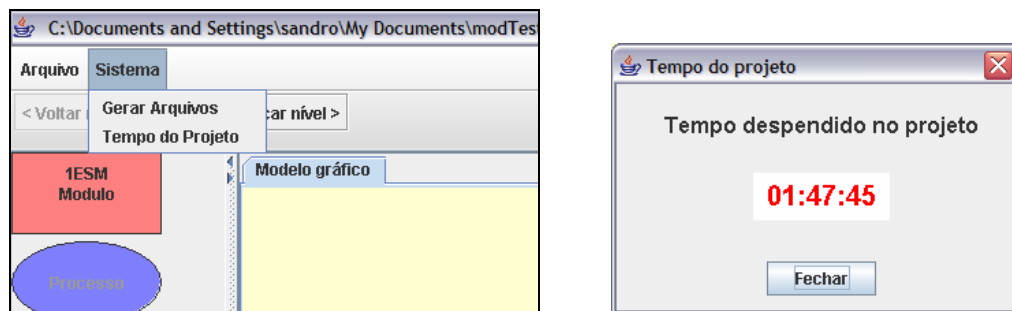 C:\Documents and Settings\sandro\My Documents\modTes
Arquivo Sistema
< Voltar
Gerar Arquivos
car nível >
Tempo do Projeto
1ESM
Modulo
Modelo gráfico
Processo
Tempo do projeto
Tempo despendido no projeto
01:47:45
Fechar